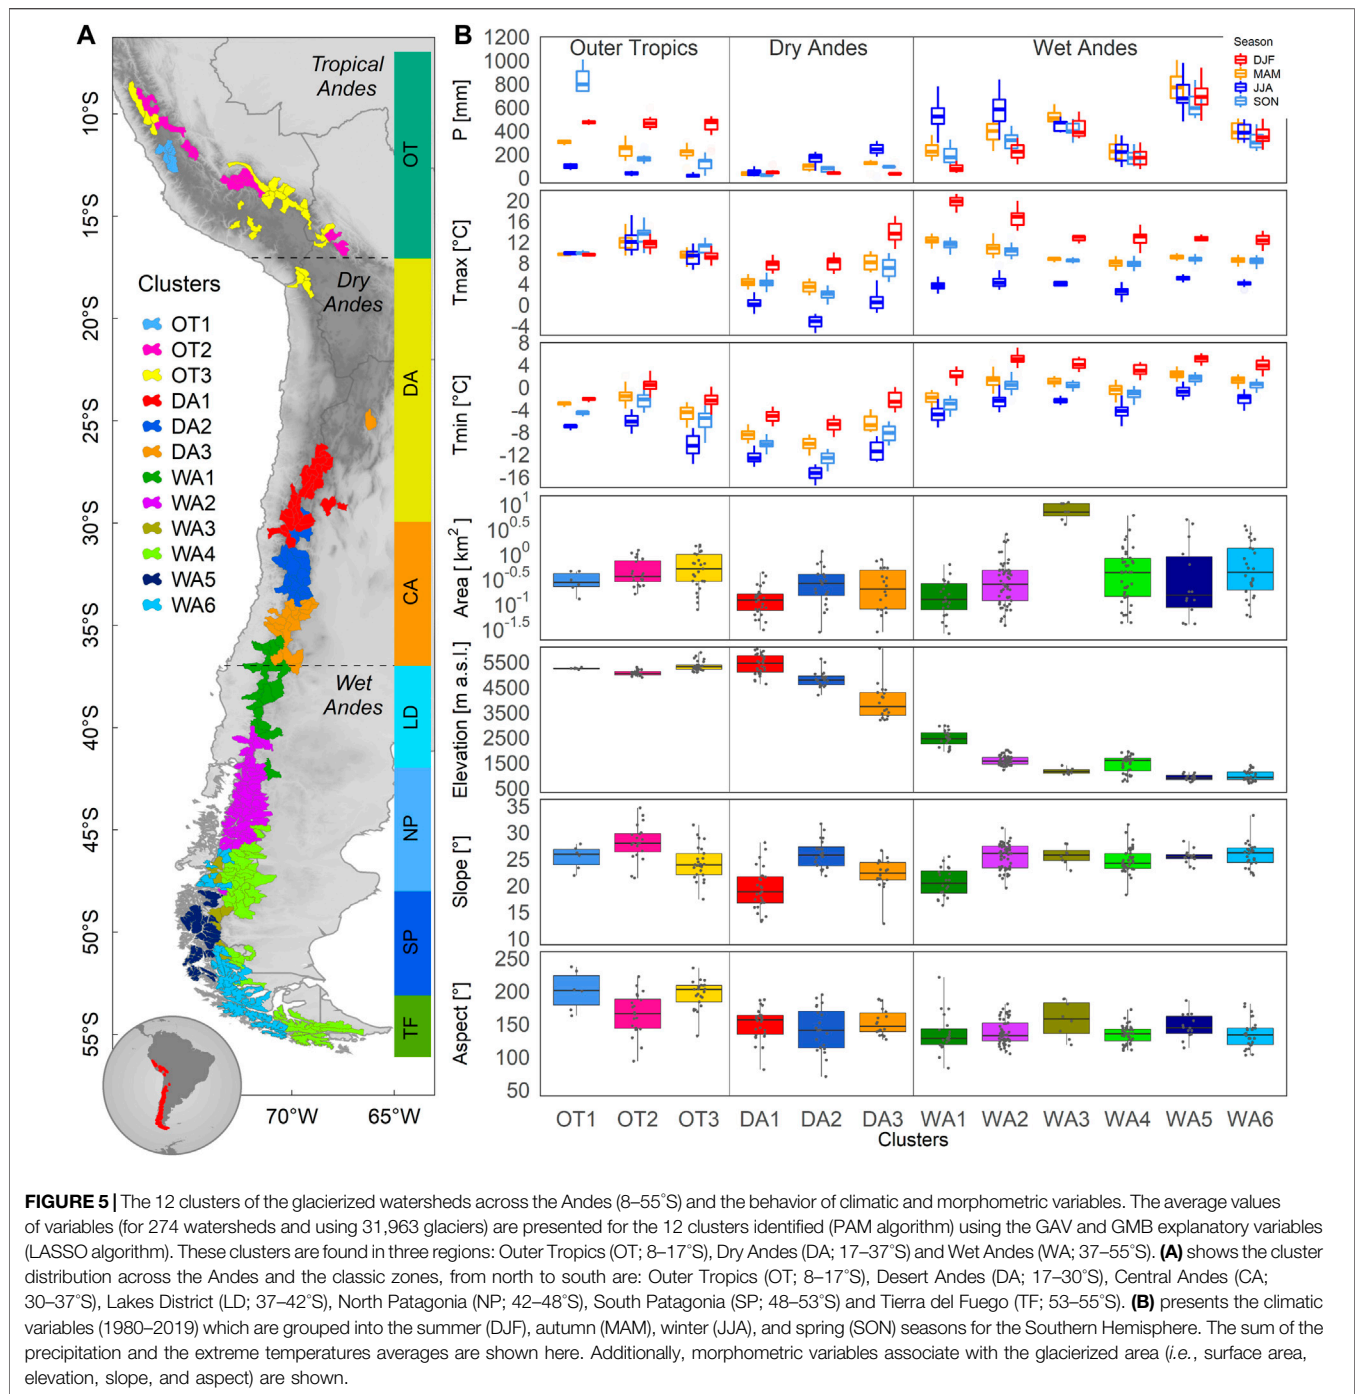 A
Tropical
Andes
Dry
Andes
Wet
Andes
Clusters
OT1
OT2
OT3
DA1
DA2
DA3
WA1
WA2
WA3
WA4
WA5
WA6
10°S
15°S
20°S
25°S
30°S
35°S
40°S
45°S
50°S
55°S
70°W
65°W
OT
DA
CA
LD
NP
SP
TF
B
Outer Tropics
Dry Andes
Wet Andes
Season
DJF
MAM
JJA
SON
P [mm]
1200
1000
800
600
400
200
0
Tmax [°C]
20
16
12
8
4
0
-4
Tmin [°C]
8
4
0
-4
-8
-12
-16
Area [km²]
10^1
10^0.5
10^0
10^-0.5
10^-1
10^-1.5
Elevation [m a.s.l.]
5500
4500
3500
2500
1500
500
Slope [°]
35
30
25
20
15
10
Aspect [°]
250
200
150
100
50
OT1 OT2 OT3 DA1 DA2 DA3 WA1 WA2 WA3 WA4 WA5 WA6
Clusters
FIGURE 5 | The 12 clusters of the glacierized watersheds across the Andes (8–55°S) and the behavior of climatic and morphometric variables. The average values
of variables (for 274 watersheds and using 31,963 glaciers) are presented for the 12 clusters identified (PAM algorithm) using the GAV and GMB explanatory variables
(LASSO algorithm). These clusters are found in three regions: Outer Tropics (OT; 8–17°S), Dry Andes (DA; 17–37°S) and Wet Andes (WA; 37–55°S). (A) shows the cluster
distribution across the Andes and the classic zones, from north to south are: Outer Tropics (OT; 8–17°S), Desert Andes (DA; 17–30°S), Central Andes (CA;
30–37°S), Lakes District (LD; 37–42°S), North Patagonia (NP; 42–48°S), South Patagonia (SP; 48–53°S) and Tierra del Fuego (TF; 53–55°S). (B) presents the climatic
variables (1980–2019) which are grouped into the summer (DJF), autumn (MAM), winter (JJA), and spring (SON) seasons for the Southern Hemisphere. The sum of the
precipitation and the extreme temperatures averages are shown here. Additionally, morphometric variables associate with the glacierized area (i.e., surface area,
elevation, slope, and aspect) are shown.